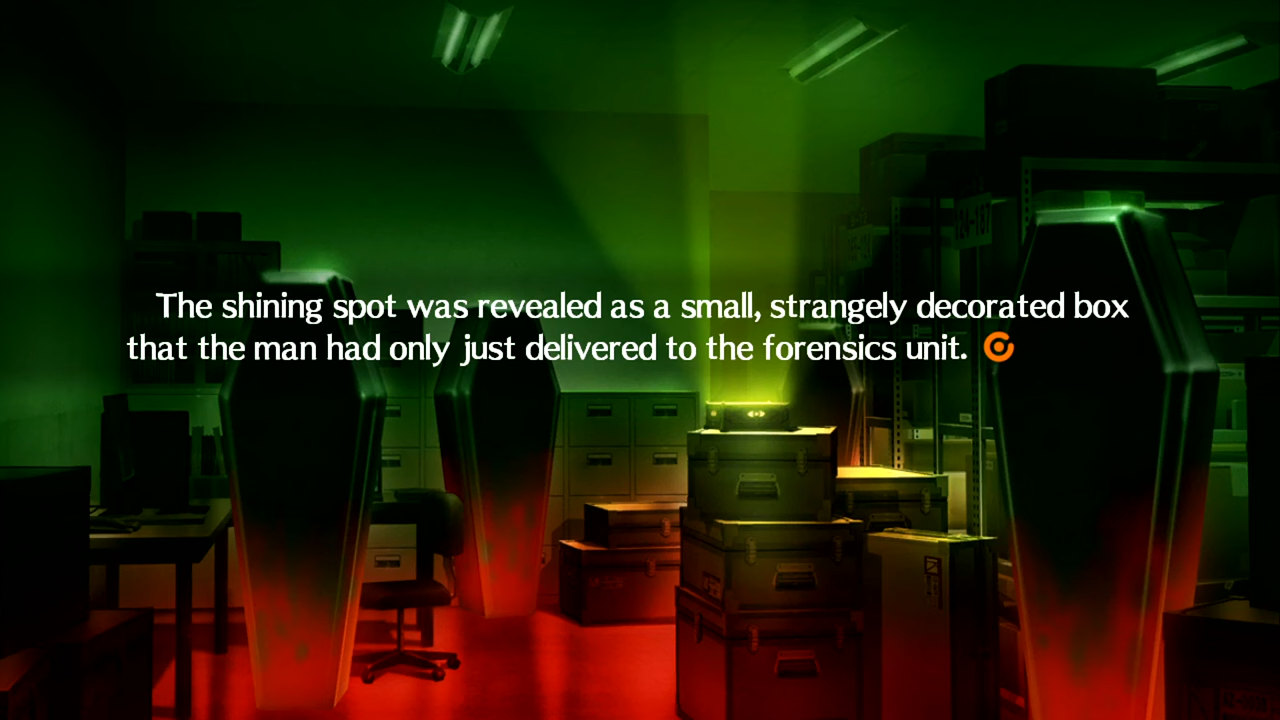 The shining spot was revealed as a small, strangely decorated box
that the man had only just delivered to the forensics unit.